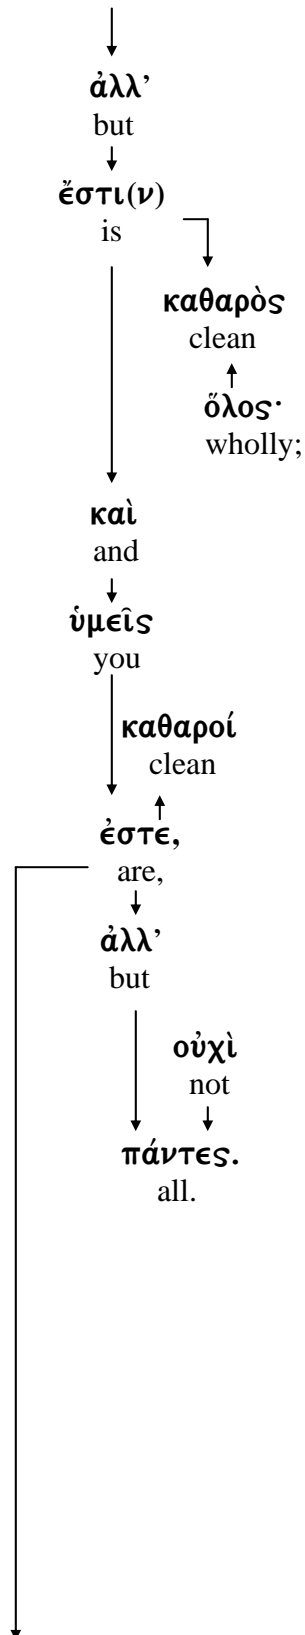 ἀλλ’
but
ἔστι(ν)
is
καθαρὸς
clean
ὅλος·
wholly;
καὶ
and
ὑμεῖς
you
καθαροί
clean
ἐστέ,
are,
ἀλλ’
but
οὐχὶ
not
πάντες.
all.